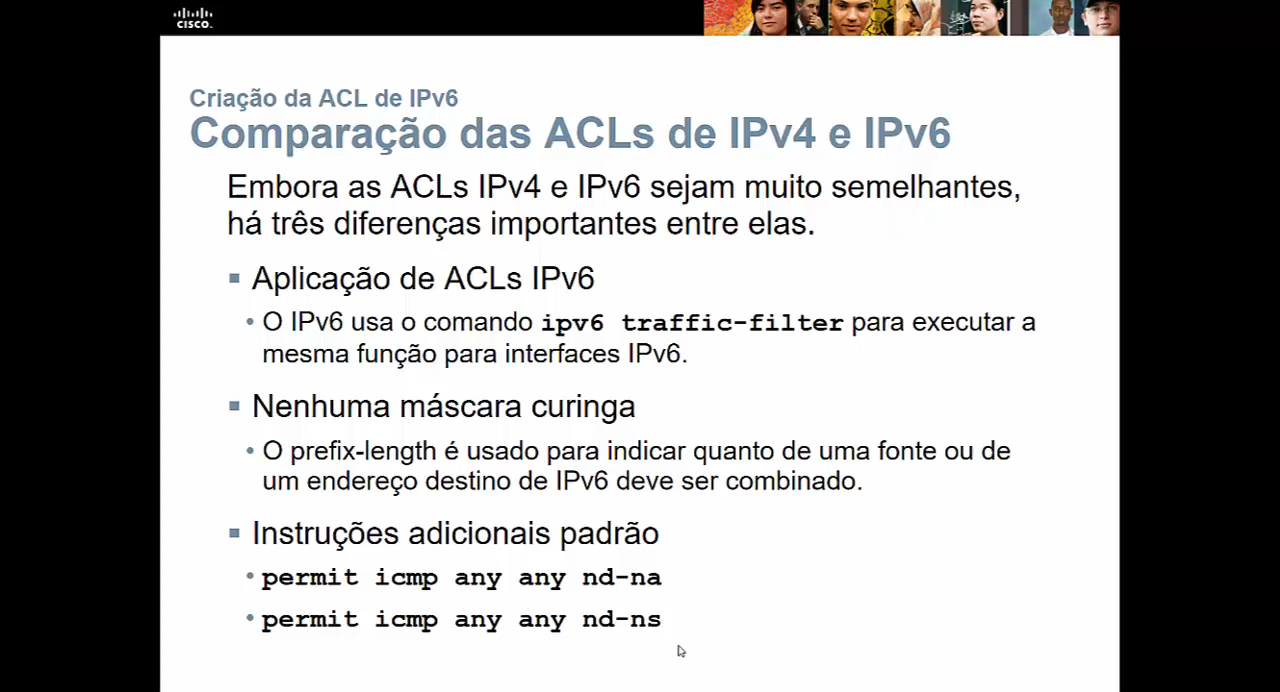 CISCO.
Criação da ACL de IPv6
Comparação das ACLs de IPv4 e IPv6
Embora as ACLs IPv4 e IPv6 sejam muito semelhantes,
há três diferenças importantes entre elas.
▪ Aplicação de ACLs IPv6
• O IPv6 usa o comando ipv6 traffic-filter para executar a
mesma função para interfaces IPv6.
▪ Nenhuma máscara curinga
• O prefix-length é usado para indicar quanto de uma fonte ou de
um endereço destino de IPv6 deve ser combinado.
▪ Instruções adicionais padrão
• permit icmp any any nd-na
• permit icmp any any nd-ns